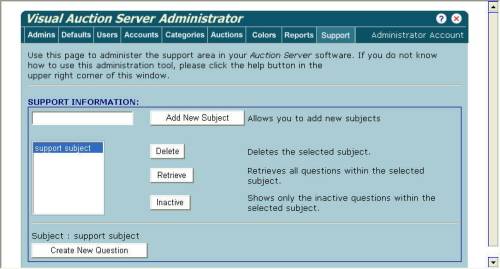 Visual Auction Server Administrator
Admins Defaults Users Accounts Categories Auctions Colors Reports Support Administrator Account
Use this page to administer the support area in your Auction Server software. If you do not know
how to use this administration tool, please click the help button in the
upper right corner of this window.
SUPPORT INFORMATION:
Add New Subject Allows you to add new subjects
support subject
Delete Deletes the selected subject.
Retrieve Retrieves all questions within the selected
subject.
Inactive Shows only the inactive questions within the
selected subject.
Subject : support subject
Create New Question